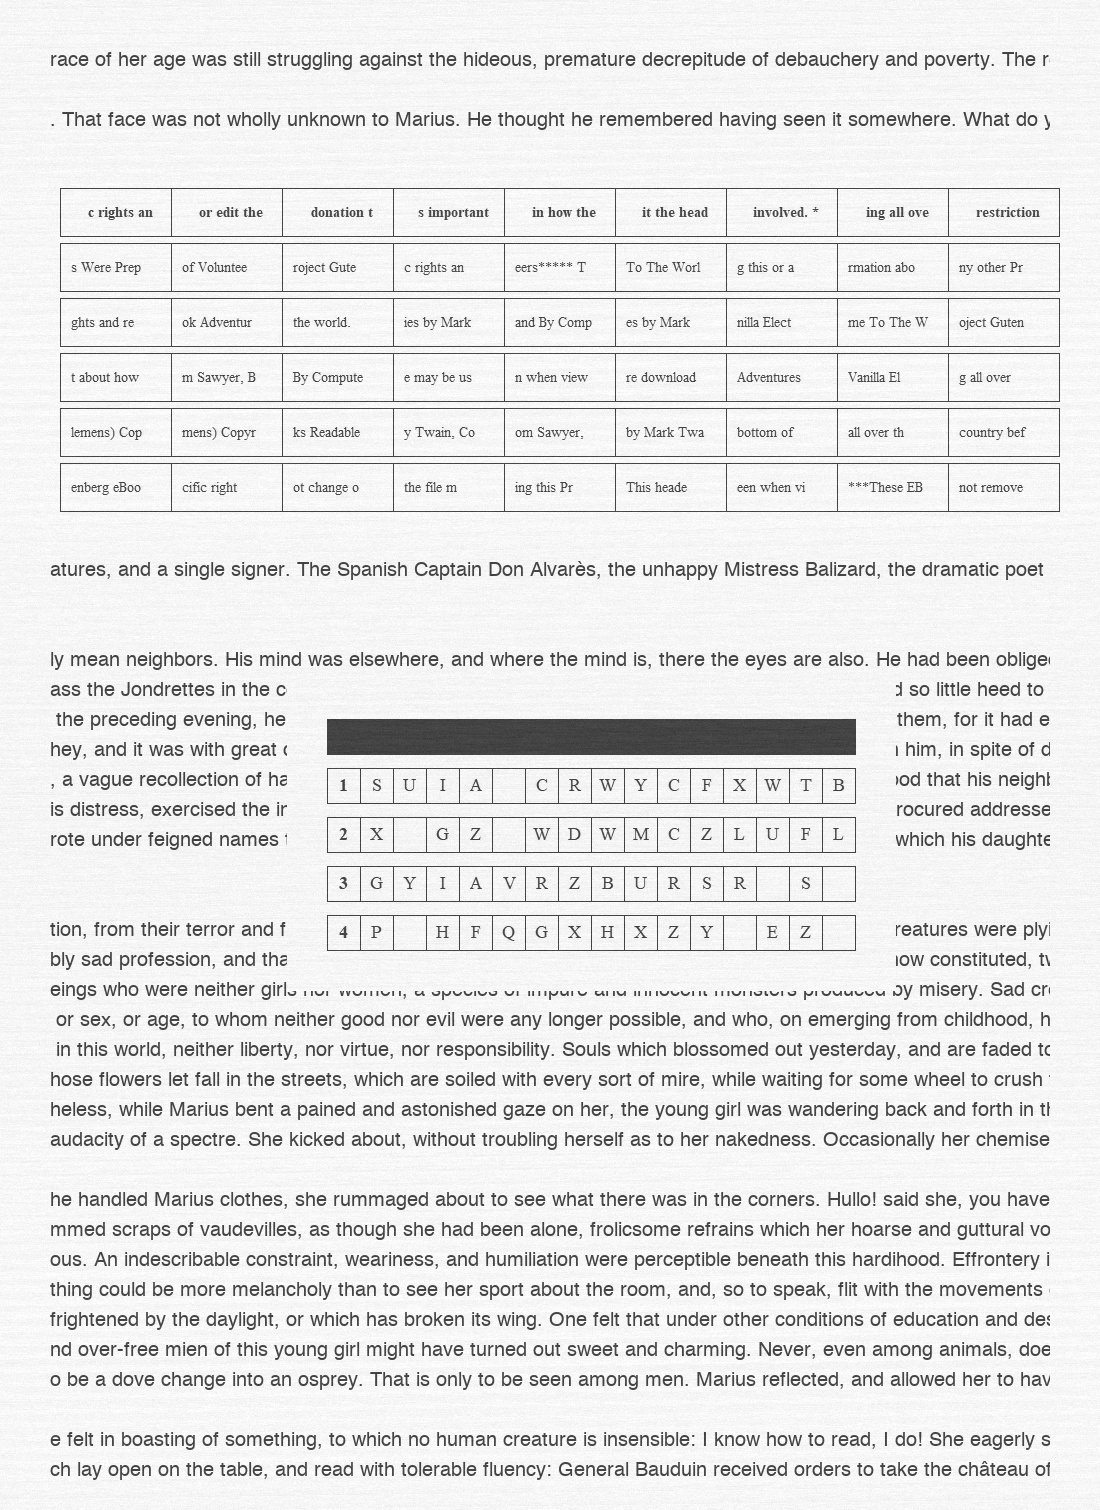 race of her age was still struggling against the hideous, premature decrepitude of debauchery and poverty. The
. That face was not wholly unknown to Marius. He thought he remembered having seen it somewhere. What do
c rights an or edit the donation t s important in how the it the head involved. * ing all ove restriction
s Were Prep of Voluntee roject Gute c rights an eers***** T To The Worl g this or a rmation abo ny other Pr
ghts and re ok Adventur the world. ies by Mark and By Comp es by Mark nilla Elect me To The W oject Guten
t about how m Sawyer, B By Compute e may be us n when view re download Adventures Vanilla El g all over
lemens) Cop mens) Copyr ks Readable y Twain, Co om Sawyer, by Mark Twa bottom of all over th country bef
enberg eBoo cific right ot change o the file m ing this Pr This heade een when vi ***These EB not remove
atures, and a single signer. The Spanish Captain Don Alvarès, the unhappy Mistress Balizard, the dramatic poet
ly mean neighbors. His mind was elsewhere, and where the mind is, there the eyes are also. He had been
ass the Jondrettes in the so little heed to
the preceding evening, he them, for it had e
hey, and it was with great him, in spite of d
, a vague recollection of ha that his
is distress, exercised the rocured addresse
rote under feigned names which his daughte
1 S U I A C R W Y C F X W T B
2 X G Z W D W M C Z L U F L
3 G Y I A V R Z B U R S R S
4 P H F Q G X H X Z Y E Z
tion, from their terror and f reatures were
bly sad profession, and tha constituted,
eings who were neither girls nor women, a species of impure and innocent monsters produced by misery. Sad
or sex, or age, to whom neither good nor evil were any longer possible, and who, on emerging from childhood, h
in this world, neither liberty, nor virtue, nor responsibility. Souls which blossomed out yesterday, and are faded
hose flowers let fall in the streets, which are soiled with every sort of mire, while waiting for some wheel to crush
heless, while Marius bent a pained and astonished gaze on her, the young girl was wandering back and forth in
audacity of a spectre. She kicked about, without troubling herself as to her nakedness. Occasionally her chemise
he handled Marius clothes, she rummaged about to see what there was in the corners. Hullo! said she, you have
mmed scraps of vaudevilles, as though she had been alone, frolicsome refrains which her hoarse and guttural vo
ous. An indescribable constraint, weariness, and humiliation were perceptible beneath this hardihood. Effrontery i
thing could be more melancholy than to see her sport about the room, and, so to speak, flit with the movements
frightened by the daylight, or which has broken its wing. One felt that under other conditions of education and des
nd over-free mien of this young girl might have turned out sweet and charming. Never, even among animals, doe
o be a dove change into an osprey. That is only to be seen among men. Marius reflected, and allowed her to hav
e felt in boasting of something, to which no human creature is insensible: I know how to read, I do! She eagerly s
ch lay open on the table, and read with tolerable fluency: General Bauduin received orders to take the château of